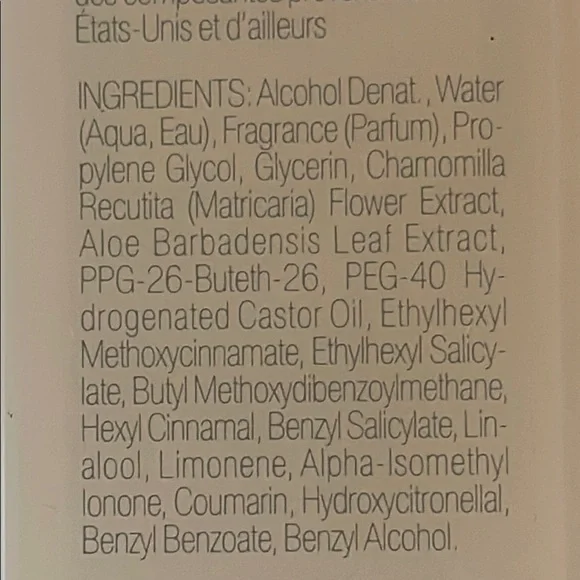 États-Unis et d'ailleurs
INGREDIENTS: Alcohol Denat., Water
(Aqua, Eau), Fragrance (Parfum), Pro-
pylene Glycol, Glycerin, Chamomilla
Recutita (Matricaria) Flower Extract,
Aloe Barbadensis Leaf Extract,
PPG-26-Buteth-26, PEG-40 Hy-
drogenated Castor Oil, Ethylhexyl
Methoxycinnamate, Ethylhexyl Salicy-
late, Butyl Methoxydibenzoylmethane,
Hexyl Cinnamal, Benzyl Salicylate, Lin-
alool, Limonene, Alpha-Isomethyl
Ionone, Coumarin, Hydroxycitronellal,
Benzyl Benzoate, Benzyl Alcohol.